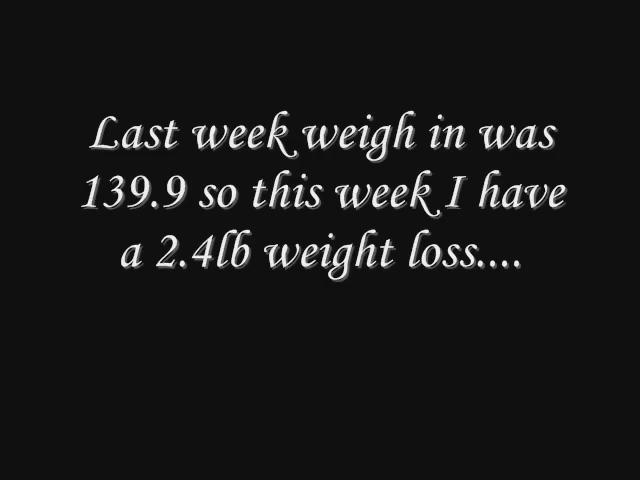 Last week weigh in was
139.9 so this week I have
a 2.4lb weight loss....